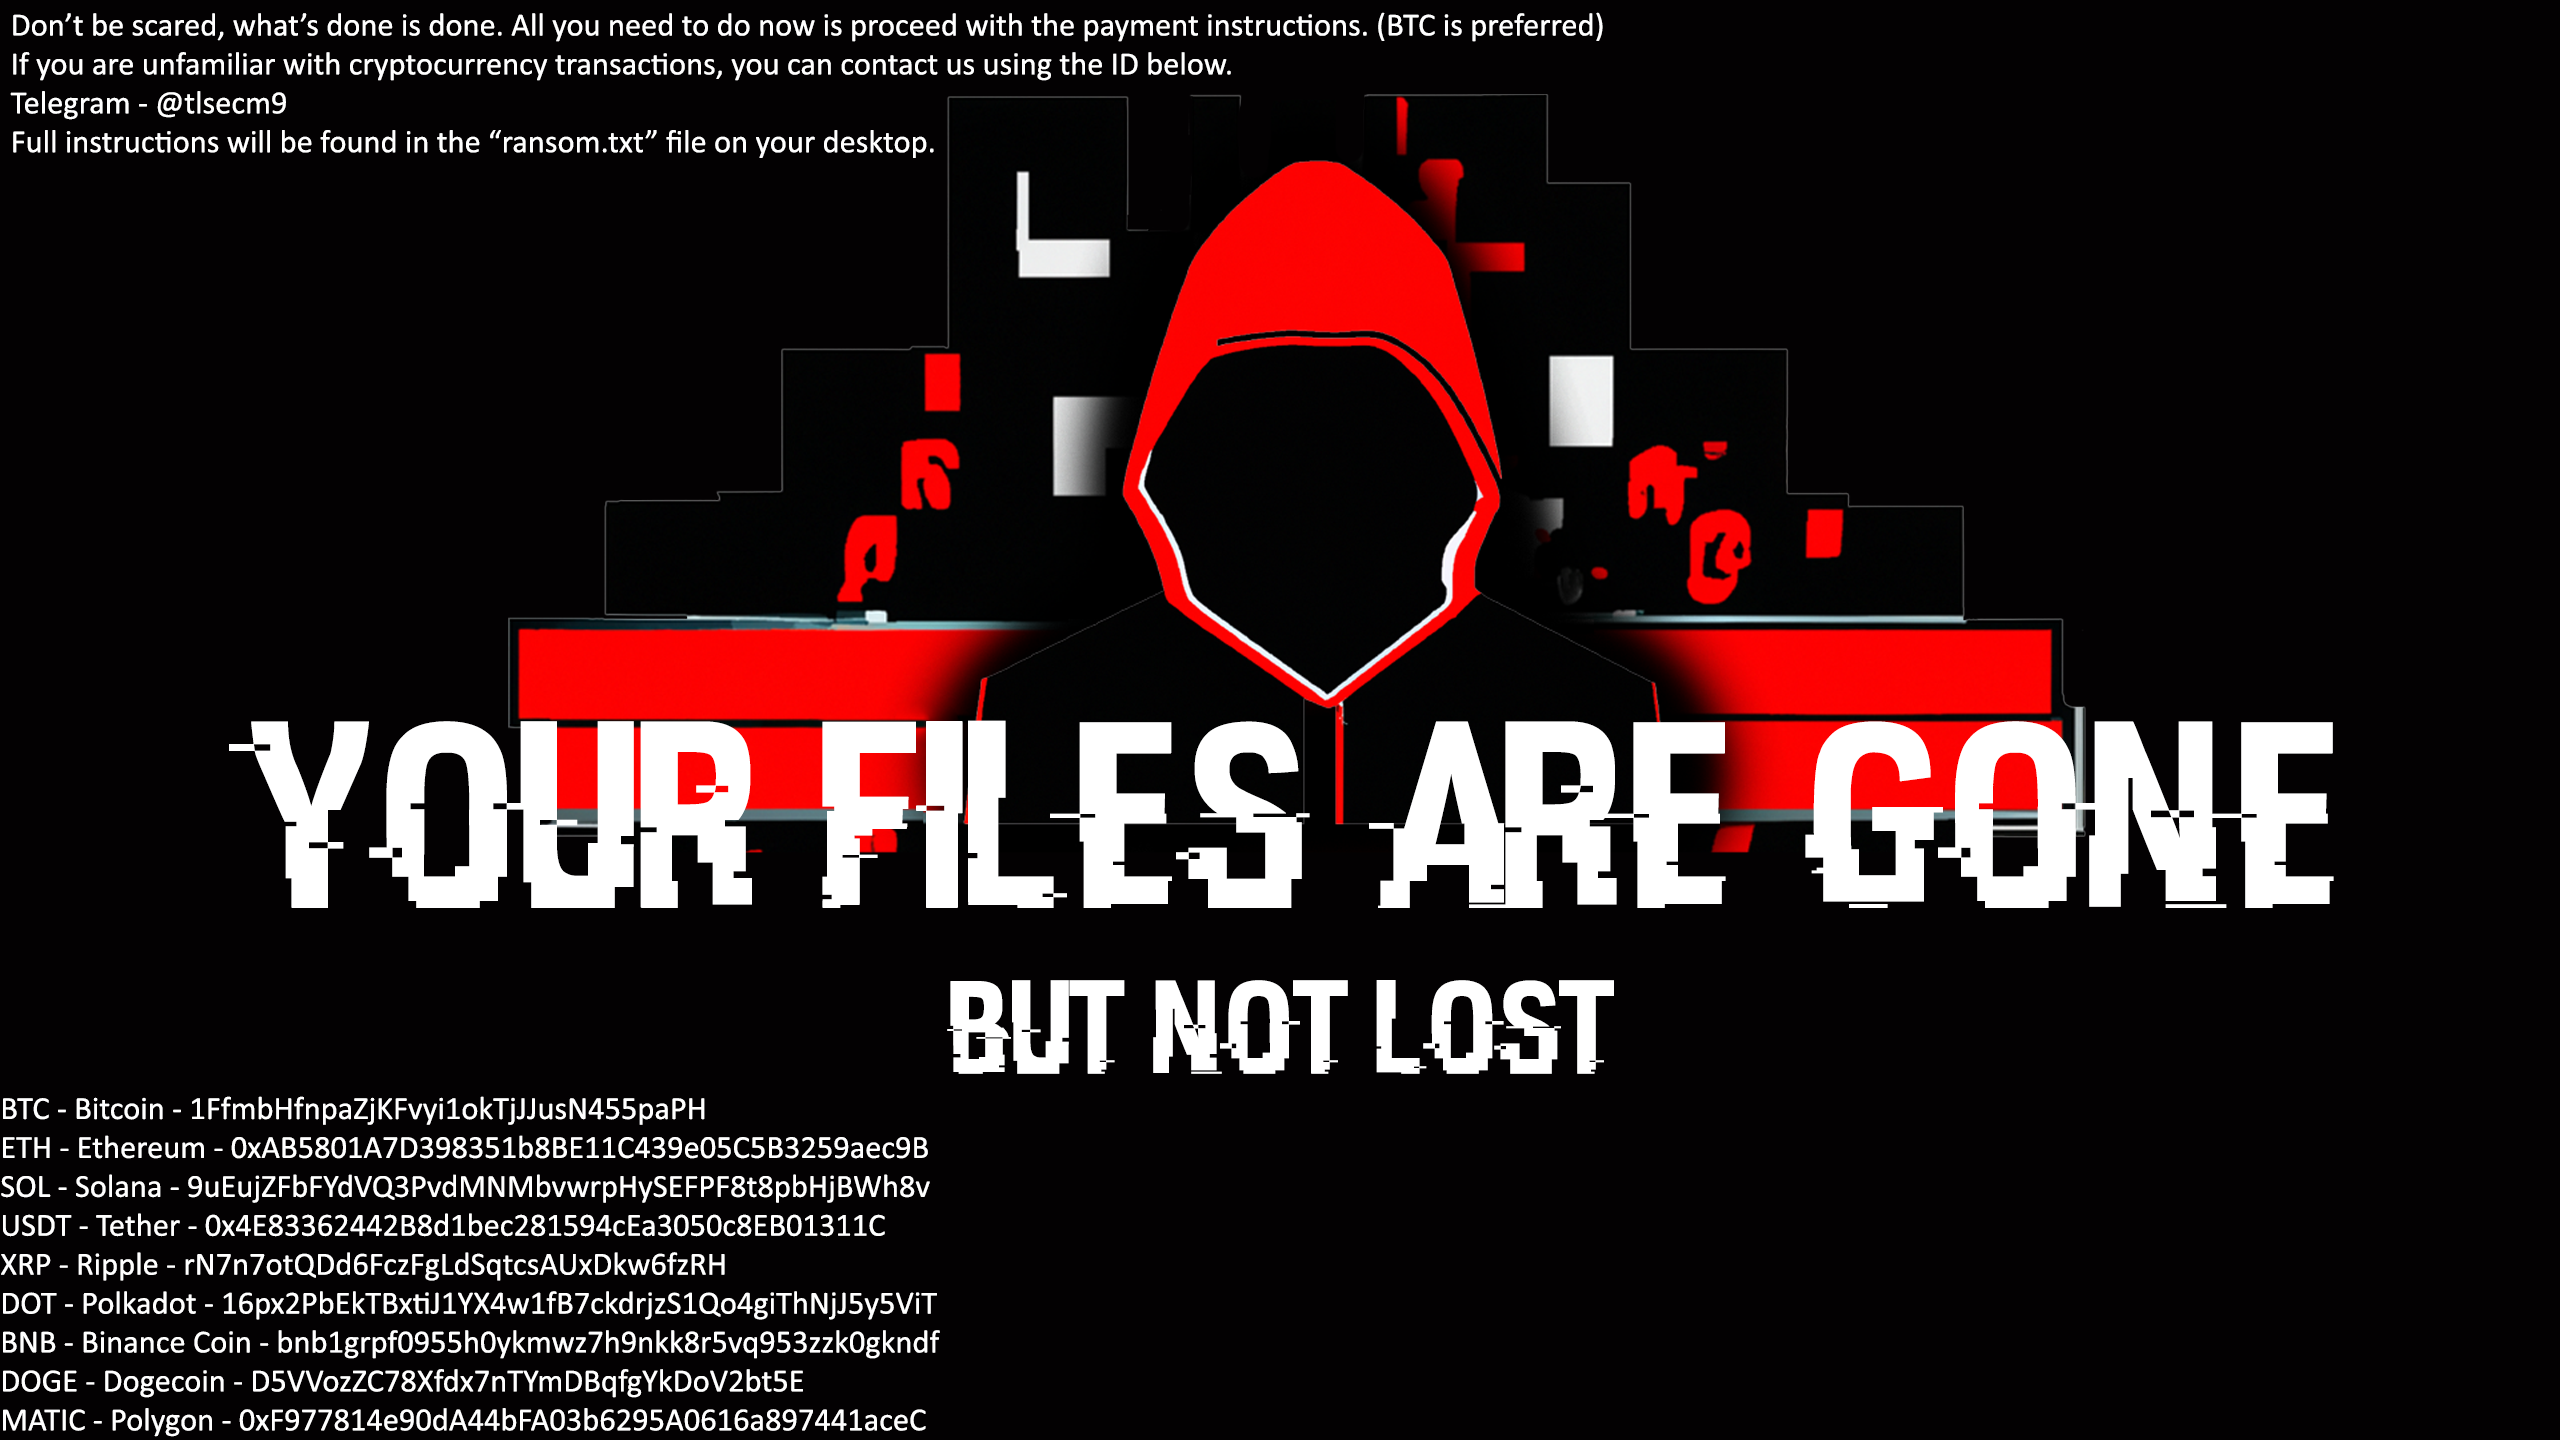 Don’t be scared, what’s done is done. All you need to do now is proceed with the payment instructions. (BTC is preferred)
If you are unfamiliar with cryptocurrency transactions, you can contact us using the ID below.
Telegram - @tlsecm9
Full instructions will be found in the “ransom.txt” file on your desktop.
YOUR FILES ARE GONE
BUT NOT LOST
BTC - Bitcoin - 1FfmbHfnpaZjKFvyi1okTjJJusN455paPH
ETH - Ethereum - 0xAB5801A7D398351b8BE11C439e05C5B3259aec9B
SOL - Solana - 9uEujZFbFYdVQ3PvdMNMbvwrpHySEFPF8t8pbHjBWh8v
USDT - Tether - 0x4E83362442B8d1bec281594cEa3050c8EB01311C
XRP - Ripple - rN7n7otQDd6FczFgLdSqtcsAUxDkw6fzRH
DOT - Polkadot - 16px2PbEkTBxtiJ1YX4w1fB7ckdrjzS1Qo4giThNjJ5y5ViT
BNB - Binance Coin - bnb1grpf0955h0ykmwz7h9nkk8r5vq953zzk0gkndf
DOGE - Dogecoin - D5VVozZC78Xfdx7nTYmDBqfgYkDoV2bt5E
MATIC - Polygon - 0xF977814e90dA44bFA03b6295A0616a897441aceC